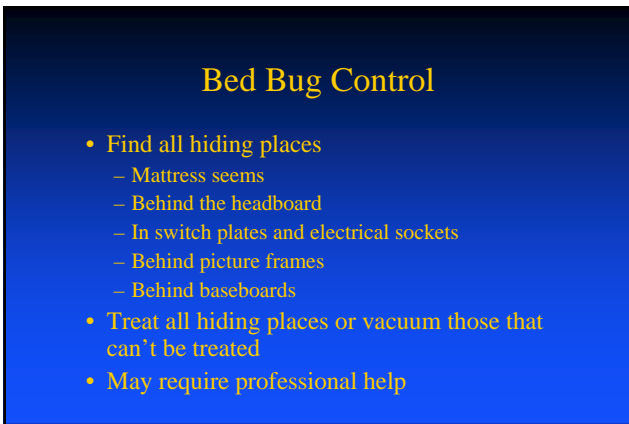 Bed Bug Control
• Find all hiding places
– Mattress seems
– Behind the headboard
– In switch plates and electrical sockets
– Behind picture frames
– Behind baseboards
• Treat all hiding places or vacuum those that
can’t be treated
• May require professional help